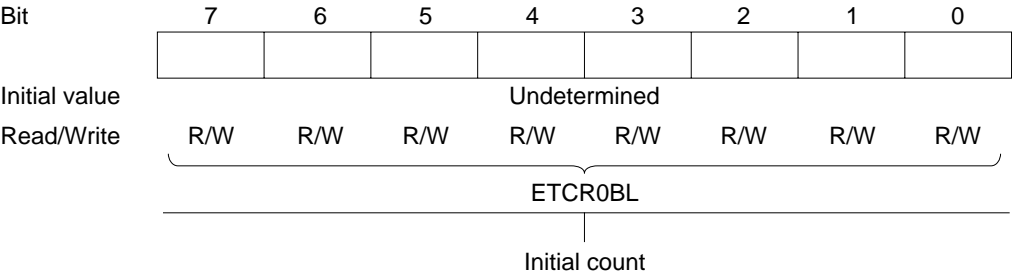 Bit 7 6 5 4 3 2 1 0
Initial value Undetermined
Read/Write R/W R/W R/W R/W R/W R/W R/W R/W
ETCR0BL
Initial count